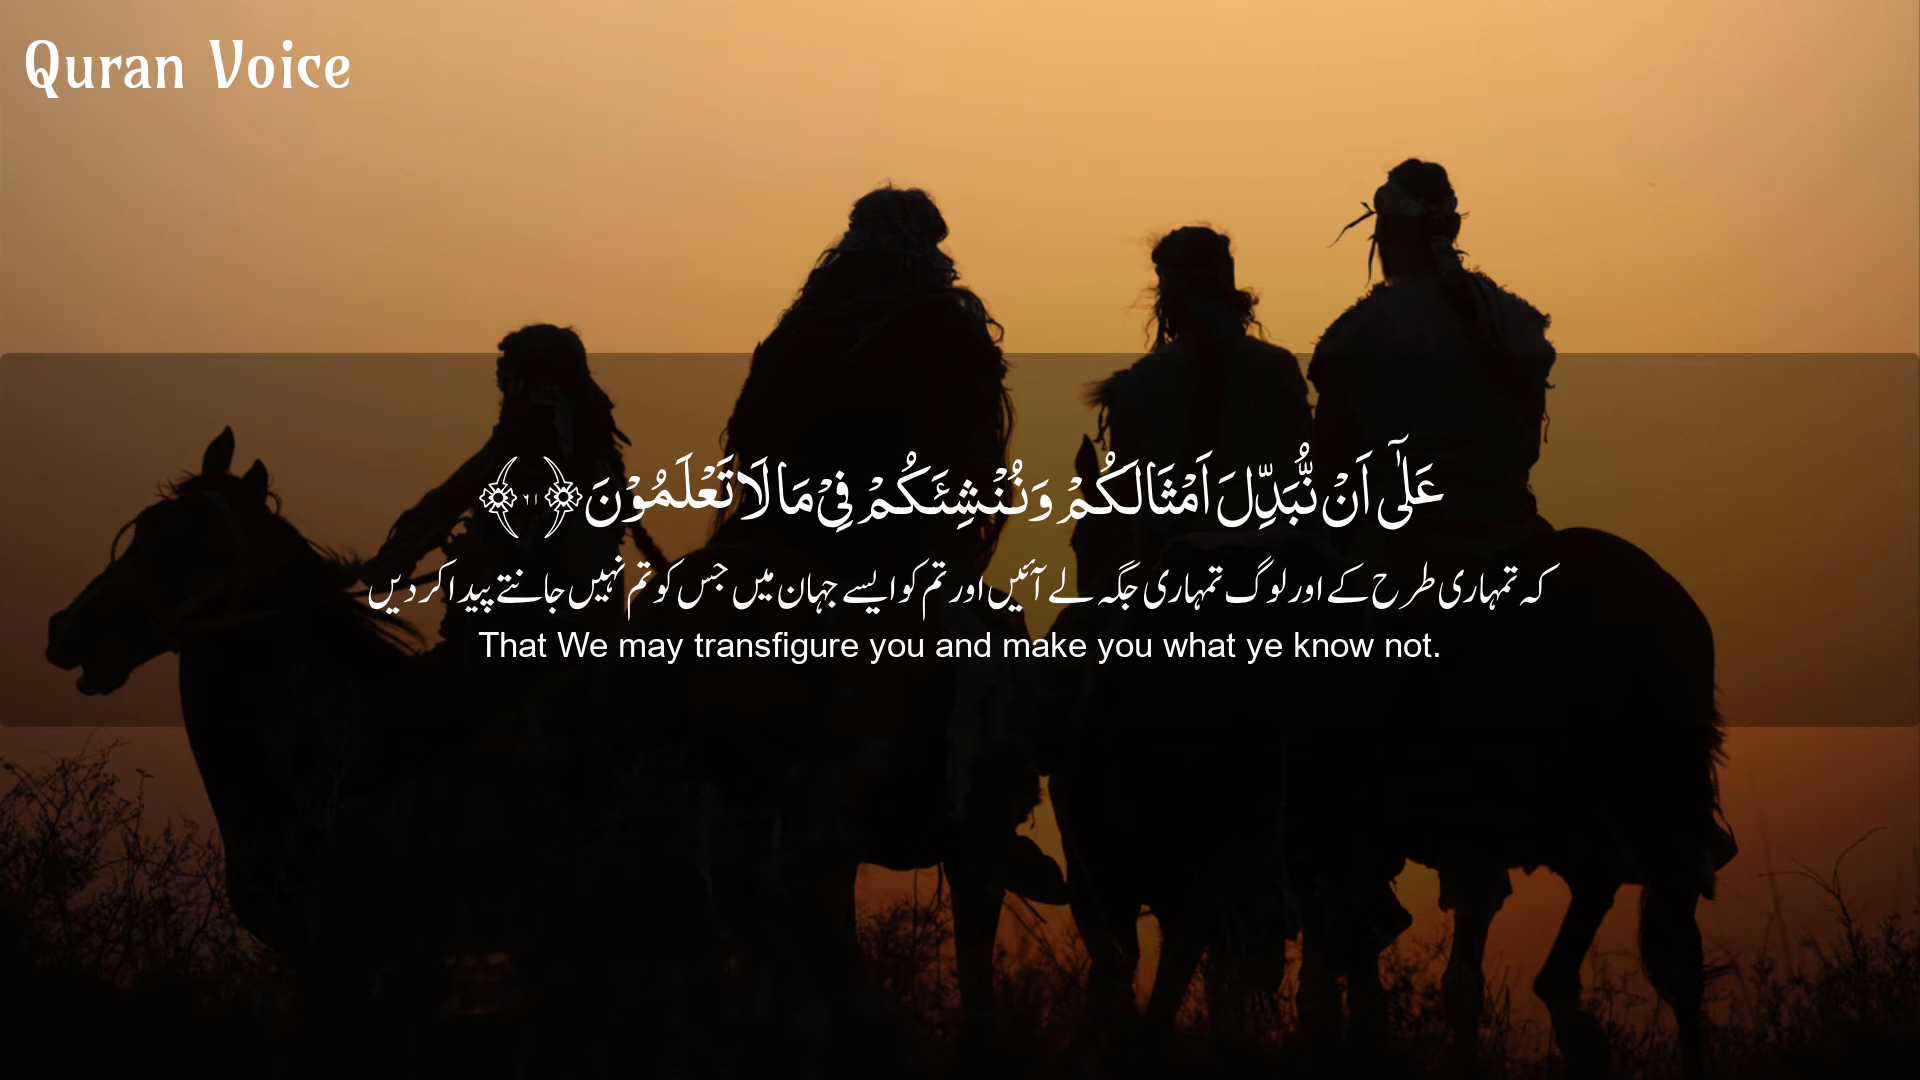 Quran Voice
عَلٰۤى اَنْ نُّبَدِّلَ اَمْثَالَكُمْ وَنُنْشِئَكُمْ فِىْ مَا لَا تَعْلَمُوْنَ ﴿۶۱﴾
کہ تمہاری طرح کے اور لوگ تمہاری جگہ لے آئیں اور تم کو ایسے جہان میں جس کو تم نہیں جانتے پیدا کر دیں
That We may transfigure you and make you what ye know not.